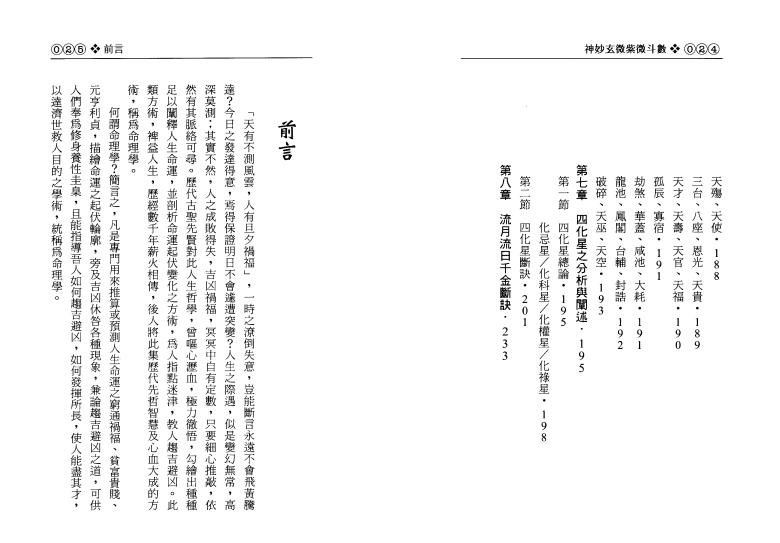 神妙玄微紫微斗數 ❖ 024
天殤、天使・188
三台、八座、恩光、天貴・189
天才、天壽、天官、天福・190
孤辰、寡宿・191
劫煞、華蓋、咸池、大耗・191
龍池、鳳閣、台輔、封誥・192
破碎、天巫、天空・193
第七章　四化星之分析與闡述・195
第一節　四化星總論・195
化忌星／化科星／化權星／化祿星・198
第二節　四化星斷訣・201
第八章　流月流日千金斷訣・233
025 ❖ 前言
前言
「天有不測風雲，人有旦夕禍福」，一時之潦倒失意，豈能斷言永遠不會飛黃騰
達？今日之發達得意，焉得保證明日不會遽遭突變？人生之際遇，似是變幻無常，高
深莫測；其實不然，人之成敗得失，吉凶禍福，冥冥中自有定數，只要細心推敲，依
然有其脈絡可尋。歷代古聖先賢對此人生哲學，曾嘔心瀝血，極力徹悟，勾繪出種種
足以闡釋人生命運，並剖析命運起伏變化之方術，爲人指點迷津，教人趨吉避凶。此
類方術，裨益人生，歷經數千年薪火相傳，後人將此集歷代先哲智慧及心血大成的方
術，稱爲命理學。
何謂命理學？簡言之，凡是專門用來推算或預測人生命運之窮通禍福、貧富貴賤、
元亨利貞，描繪命運之起伏輪廓，旁及吉凶休咎各種現象，兼論趨吉避凶之道，可供
人們奉爲修身養性圭臬，且能指導吾人如何趨吉避凶，如何發揮所長，使人能盡其才，
以達濟世救人目的之學術，統稱爲命理學。